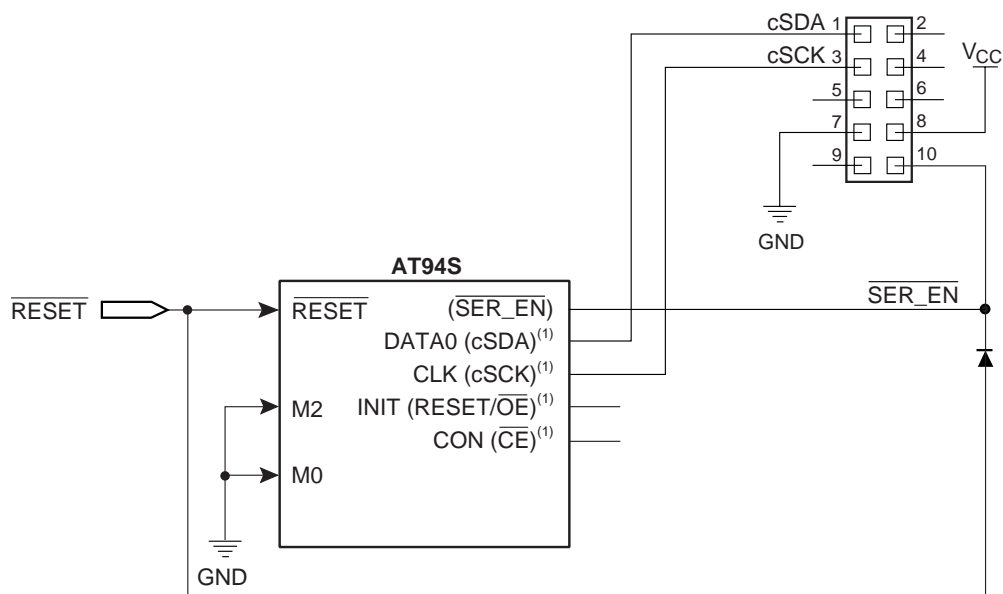 cSDA 1 2
cSCK 3 4
VCC
5 6
7 8
9 10
GND
AT94S
RESET
RESET
(SER_EN)
SER_EN
DATA0 (cSDA)(1)
CLK (cSCK)(1)
M2
INIT (RESET/OE)(1)
CON (CE)(1)
M0
GND